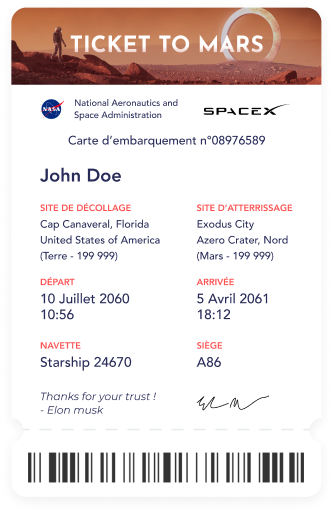 TICKET TO MARS
NASA
National Aeronautics and
Space Administration
SPACEX
Carte d'embarquement n°08976589
John Doe
SITE DE DÉCOLLAGE
Cap Canaveral, Florida
United States of America
(Terre - 199 999)
SITE D'ATTERRISSAGE
Exodus City
Azero Crater, Nord
(Mars - 199 999)
DÉPART
10 Juillet 2060
10:56
ARRIVÉE
5 Avril 2061
18:12
NAVETTE
Starship 24670
SIÈGE
A86
Thanks for your trust !
- Elon musk